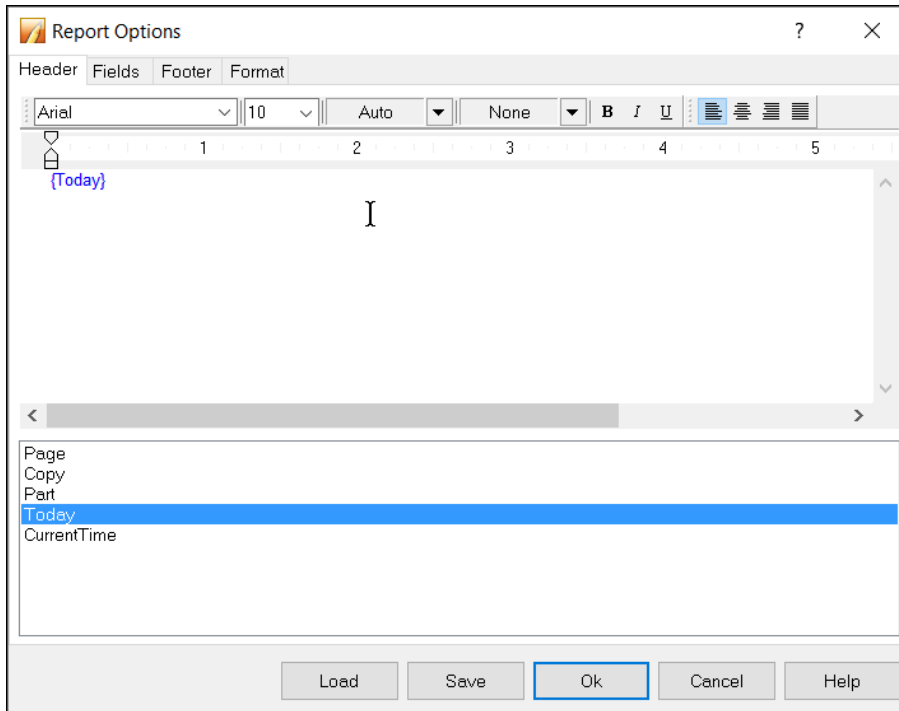 Report Options ?
Header Fields Footer Format
Arial 10 Auto None B I U
1 2 3 4 5
{Today}
Page
Copy
Part
Today
CurrentTime
Load Save Ok Cancel Help